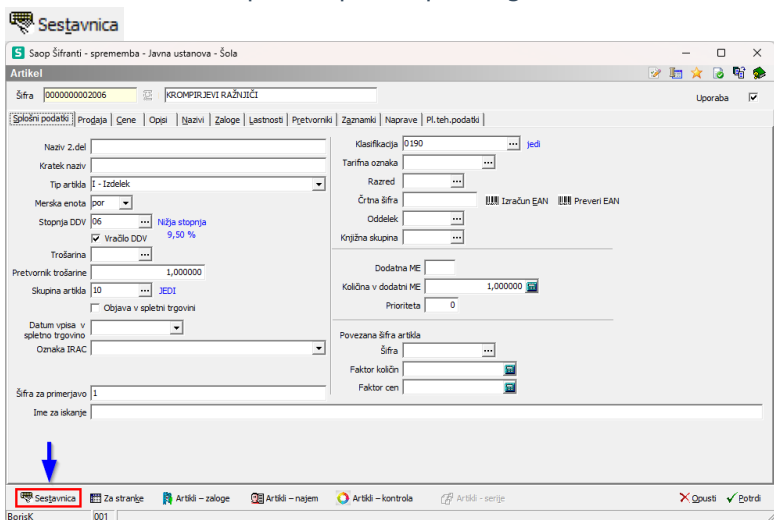 Sestavnica
Saop Šifranti - sprememba - Javna ustanova - Šola
Artikel
Šifra 0000000002006 KROMPIRJEVI RAŽNJIČI Uporaba
Splošni podatki Prodaja Cene Opisi Nazivi Zaloge Lastnosti Pretvorniki Zaznamki Naprave Pl.teh.podatki
Naziv 2.del Klasifikacija 0190 ... jedi
Kratek naziv Tarifna oznaka ...
Tip artikla I - Izdelek Razred ...
Merska enota por Črtna šifra Izračun EAN Preveri EAN
Stopnja DDV 06 ... Nižja stopnja Oddelek ...
Vračilo DDV 9,50 % Knjižna skupina ...
Trošarina ...
Pretvornik trošarine 1,000000 Dodatna ME
Skupina artikla 10 ... JEDI Količina v dodatni ME 1,000000
Objava v spletni trgovini Prioriteta 0
Datum vpisa v
spletno trgovino
Povezana šifra artikla
Oznaka IRAC Šifra ...
Faktor količin
Faktor cen
Šifra za primerjavo 1
Ime za iskanje
Sestavnica Za stranke Artikli – zaloge Artikli – najem Artikli – kontrola Artikli - serije Opusti Potrdi
BorisK 001